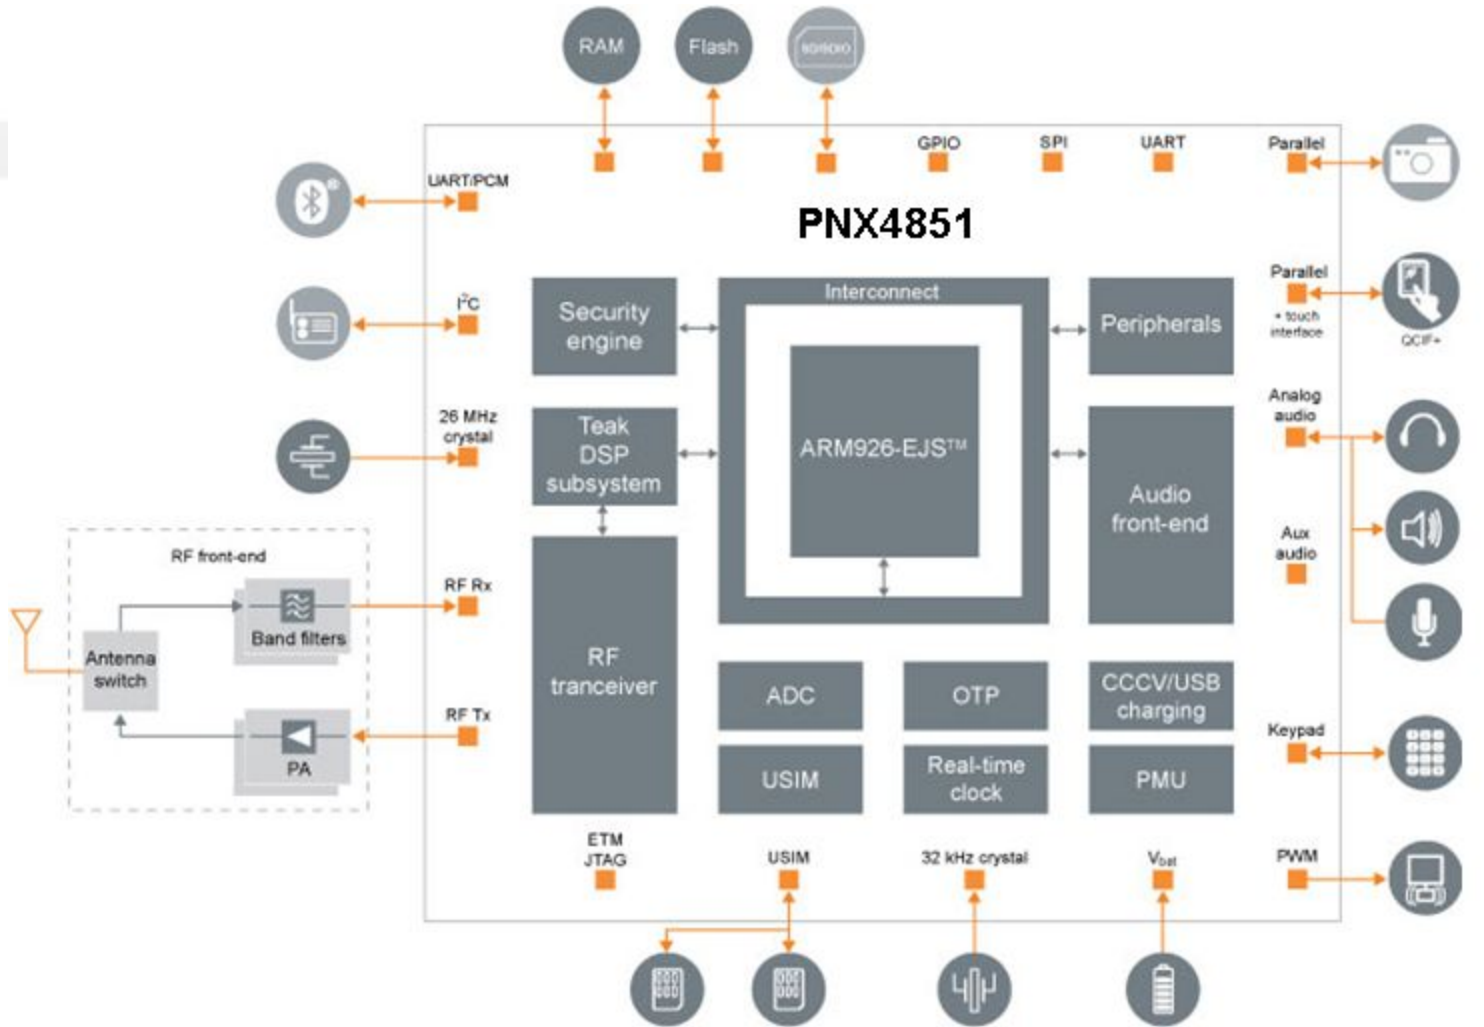 RAM
Flash
SD/SDIO
GPIO
SPI
UART
Parallel
UART/PCM
PNX4851
I²C
Security
engine
Interconnect
Peripherals
Parallel
+ touch
interface
QCIF+
26 MHz
crystal
Teak
DSP
subsystem
ARM926-EJS™
Analog
audio
Audio
front-end
Aux
audio
RF front-end
RF Rx
Band filters
Antenna
switch
RF Tx
PA
RF
tranceiver
ADC
OTP
CCCV/USB
charging
USIM
Real-time
clock
PMU
Keypad
ETM
JTAG
USIM
32 kHz crystal
Vbat
PWM